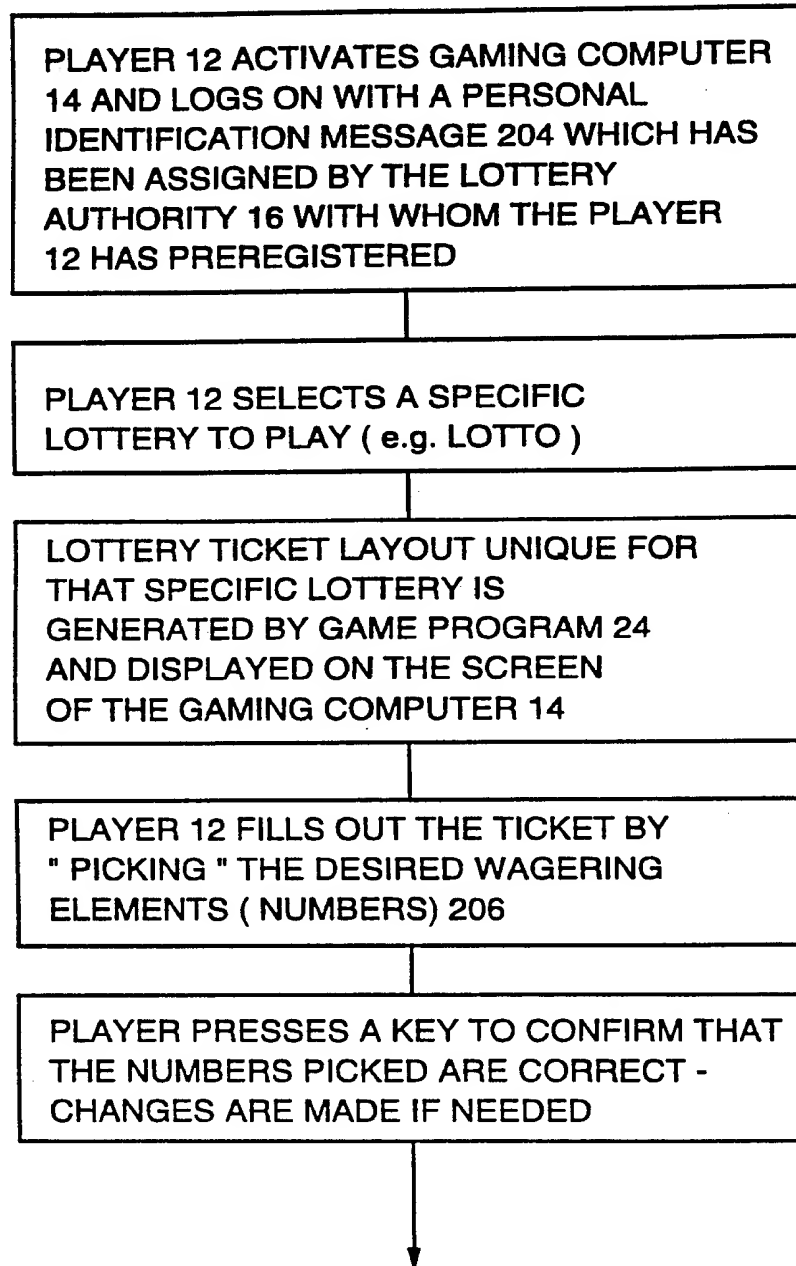 PLAYER 12 ACTIVATES GAMING COMPUTER
14 AND LOGS ON WITH A PERSONAL
IDENTIFICATION MESSAGE 204 WHICH HAS
BEEN ASSIGNED BY THE LOTTERY
AUTHORITY 16 WITH WHOM THE PLAYER
12 HAS PREREGISTERED
PLAYER 12 SELECTS A SPECIFIC
LOTTERY TO PLAY ( e.g. LOTTO )
LOTTERY TICKET LAYOUT UNIQUE FOR
THAT SPECIFIC LOTTERY IS
GENERATED BY GAME PROGRAM 24
AND DISPLAYED ON THE SCREEN
OF THE GAMING COMPUTER 14
PLAYER 12 FILLS OUT THE TICKET BY
" PICKING " THE DESIRED WAGERING
ELEMENTS ( NUMBERS) 206
PLAYER PRESSES A KEY TO CONFIRM THAT
THE NUMBERS PICKED ARE CORRECT -
CHANGES ARE MADE IF NEEDED